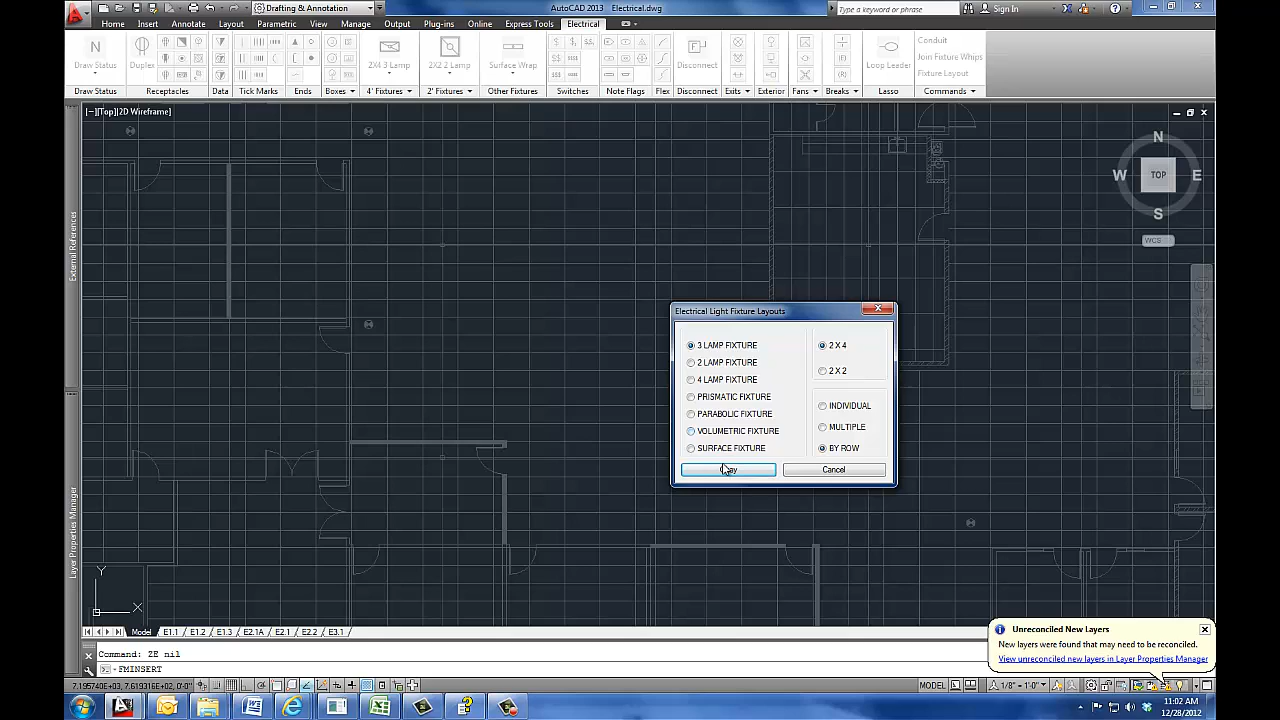 Drafting & Annotation
AutoCAD 2013 Electrical.dwg
Type a keyword or phrase
Sign In
Home Insert Annotate Layout Parametric View Manage Output Plug-ins Online Express Tools Electrical
N
Draw Status
Duplex
2X4 3-Lamp
2X2 2-Lamp
Surface Wrap
Disconnect
Loop Leader
Conduit
Join Fixture Whips
Fixture Layout
Draw Status Receptacles Data Tick Marks Ends Boxes 4' Fixtures 2' Fixtures Other Fixtures Switches Note Flags Flex Disconnect Exits Exterior Fans Breaks Lasso Commands
[−][Top][2D Wireframe]
N
W TOP E
S
WCS
External References
Layer Properties Manager
Electrical Light Fixture Layouts
3 LAMP FIXTURE
2 LAMP FIXTURE
4 LAMP FIXTURE
PRISMATIC FIXTURE
PARABOLIC FIXTURE
VOLUMETRIC FIXTURE
SURFACE FIXTURE
2 X 4
2 X 2
INDIVIDUAL
MULTIPLE
BY ROW
Cancel
Y
X
Model E1.1 E1.2 E1.3 E2.1A E2.1 E2.2 E3.1
Command: ZE nil
FMINSERT
Unreconciled New Layers
New layers were found that may need to be reconciled.
View unreconciled new layers in Layer Properties Manager
7.195740E+03, 7.619316E+02, 0'-0"
MODEL
1/8" = 1'-0"
11:02 AM
12/28/2012